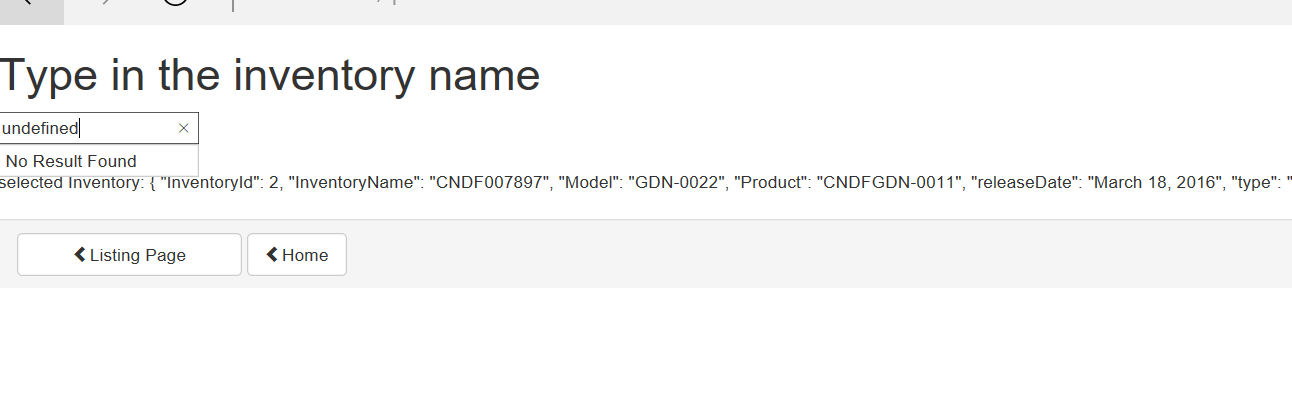 Type in the inventory name
undefined
No Result Found
selected Inventory: { "InventoryId": 2, "InventoryName": "CNDF007897", "Model": "GDN-0022", "Product": "CNDFGDN-0011", "releaseDate": "March 18, 2016", "type": "
Listing Page
Home